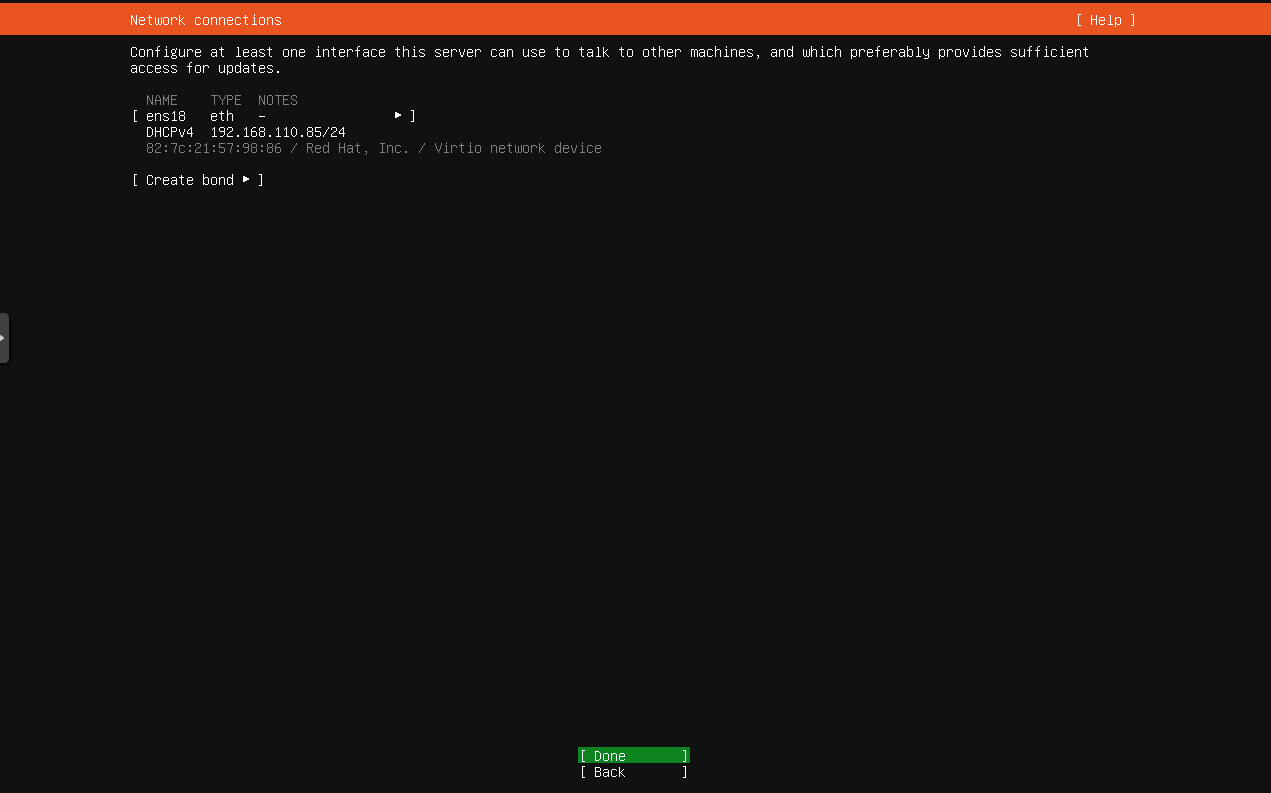 Network connections [ Help ]
Configure at least one interface this server can use to talk to other machines, and which preferably provides sufficient
access for updates.
NAME TYPE NOTES
[ ens18 eth - ▸ ]
DHCPv4 192.168.110.85/24
82:7c:21:57:98:86 / Red Hat, Inc. / Virtio network device
[ Create bond ▸ ]
[ Done ]
[ Back ]